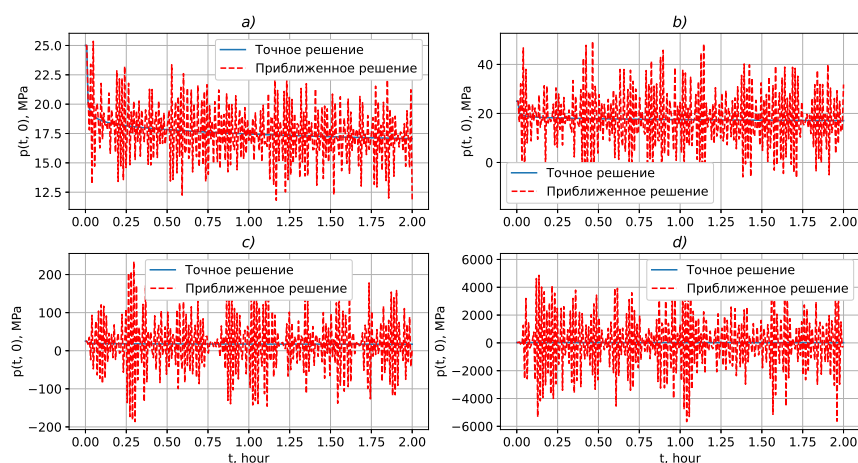 a)
25.0
22.5
20.0
17.5
15.0
12.5
p(t, 0), MPa
Точное решение
Приближенное решение
0.00 0.25 0.50 0.75 1.00 1.25 1.50 1.75 2.00
b)
40
20
0
p(t, 0), MPa
Точное решение
Приближенное решение
0.00 0.25 0.50 0.75 1.00 1.25 1.50 1.75 2.00
c)
200
100
0
−100
−200
p(t, 0), MPa
Точное решение
Приближенное решение
0.00 0.25 0.50 0.75 1.00 1.25 1.50 1.75 2.00
t, hour
d)
6000
4000
2000
0
−2000
−4000
−6000
p(t, 0), MPa
Точное решение
Приближенное решение
0.00 0.25 0.50 0.75 1.00 1.25 1.50 1.75 2.00
t, hour